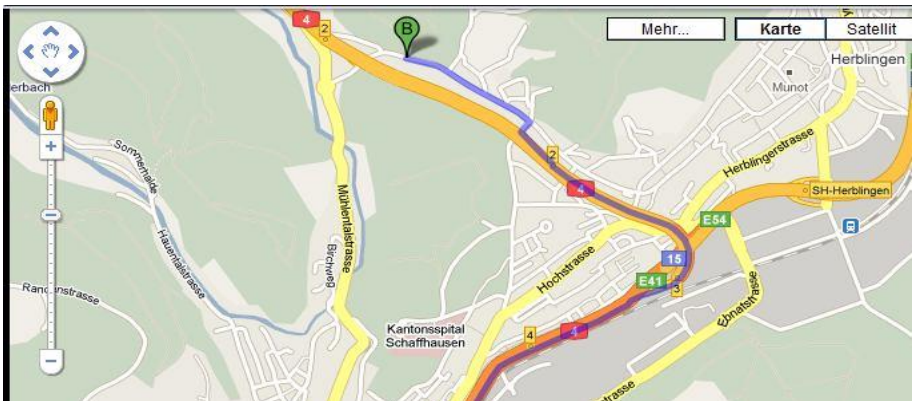 4
2
B
Mehr...
Karte
Satellit
Herblingen
Munot
erbach
Sommerhalde
2
Herblingerstrasse
4
SH-Herblingen
Mühlentalstrasse
E54
Hauentalstrasse
Birchweg
Hochstrasse
15
E41
3
Ebnatstrasse
Randenstrasse
Kantonsspital
Schaffhausen
4
4